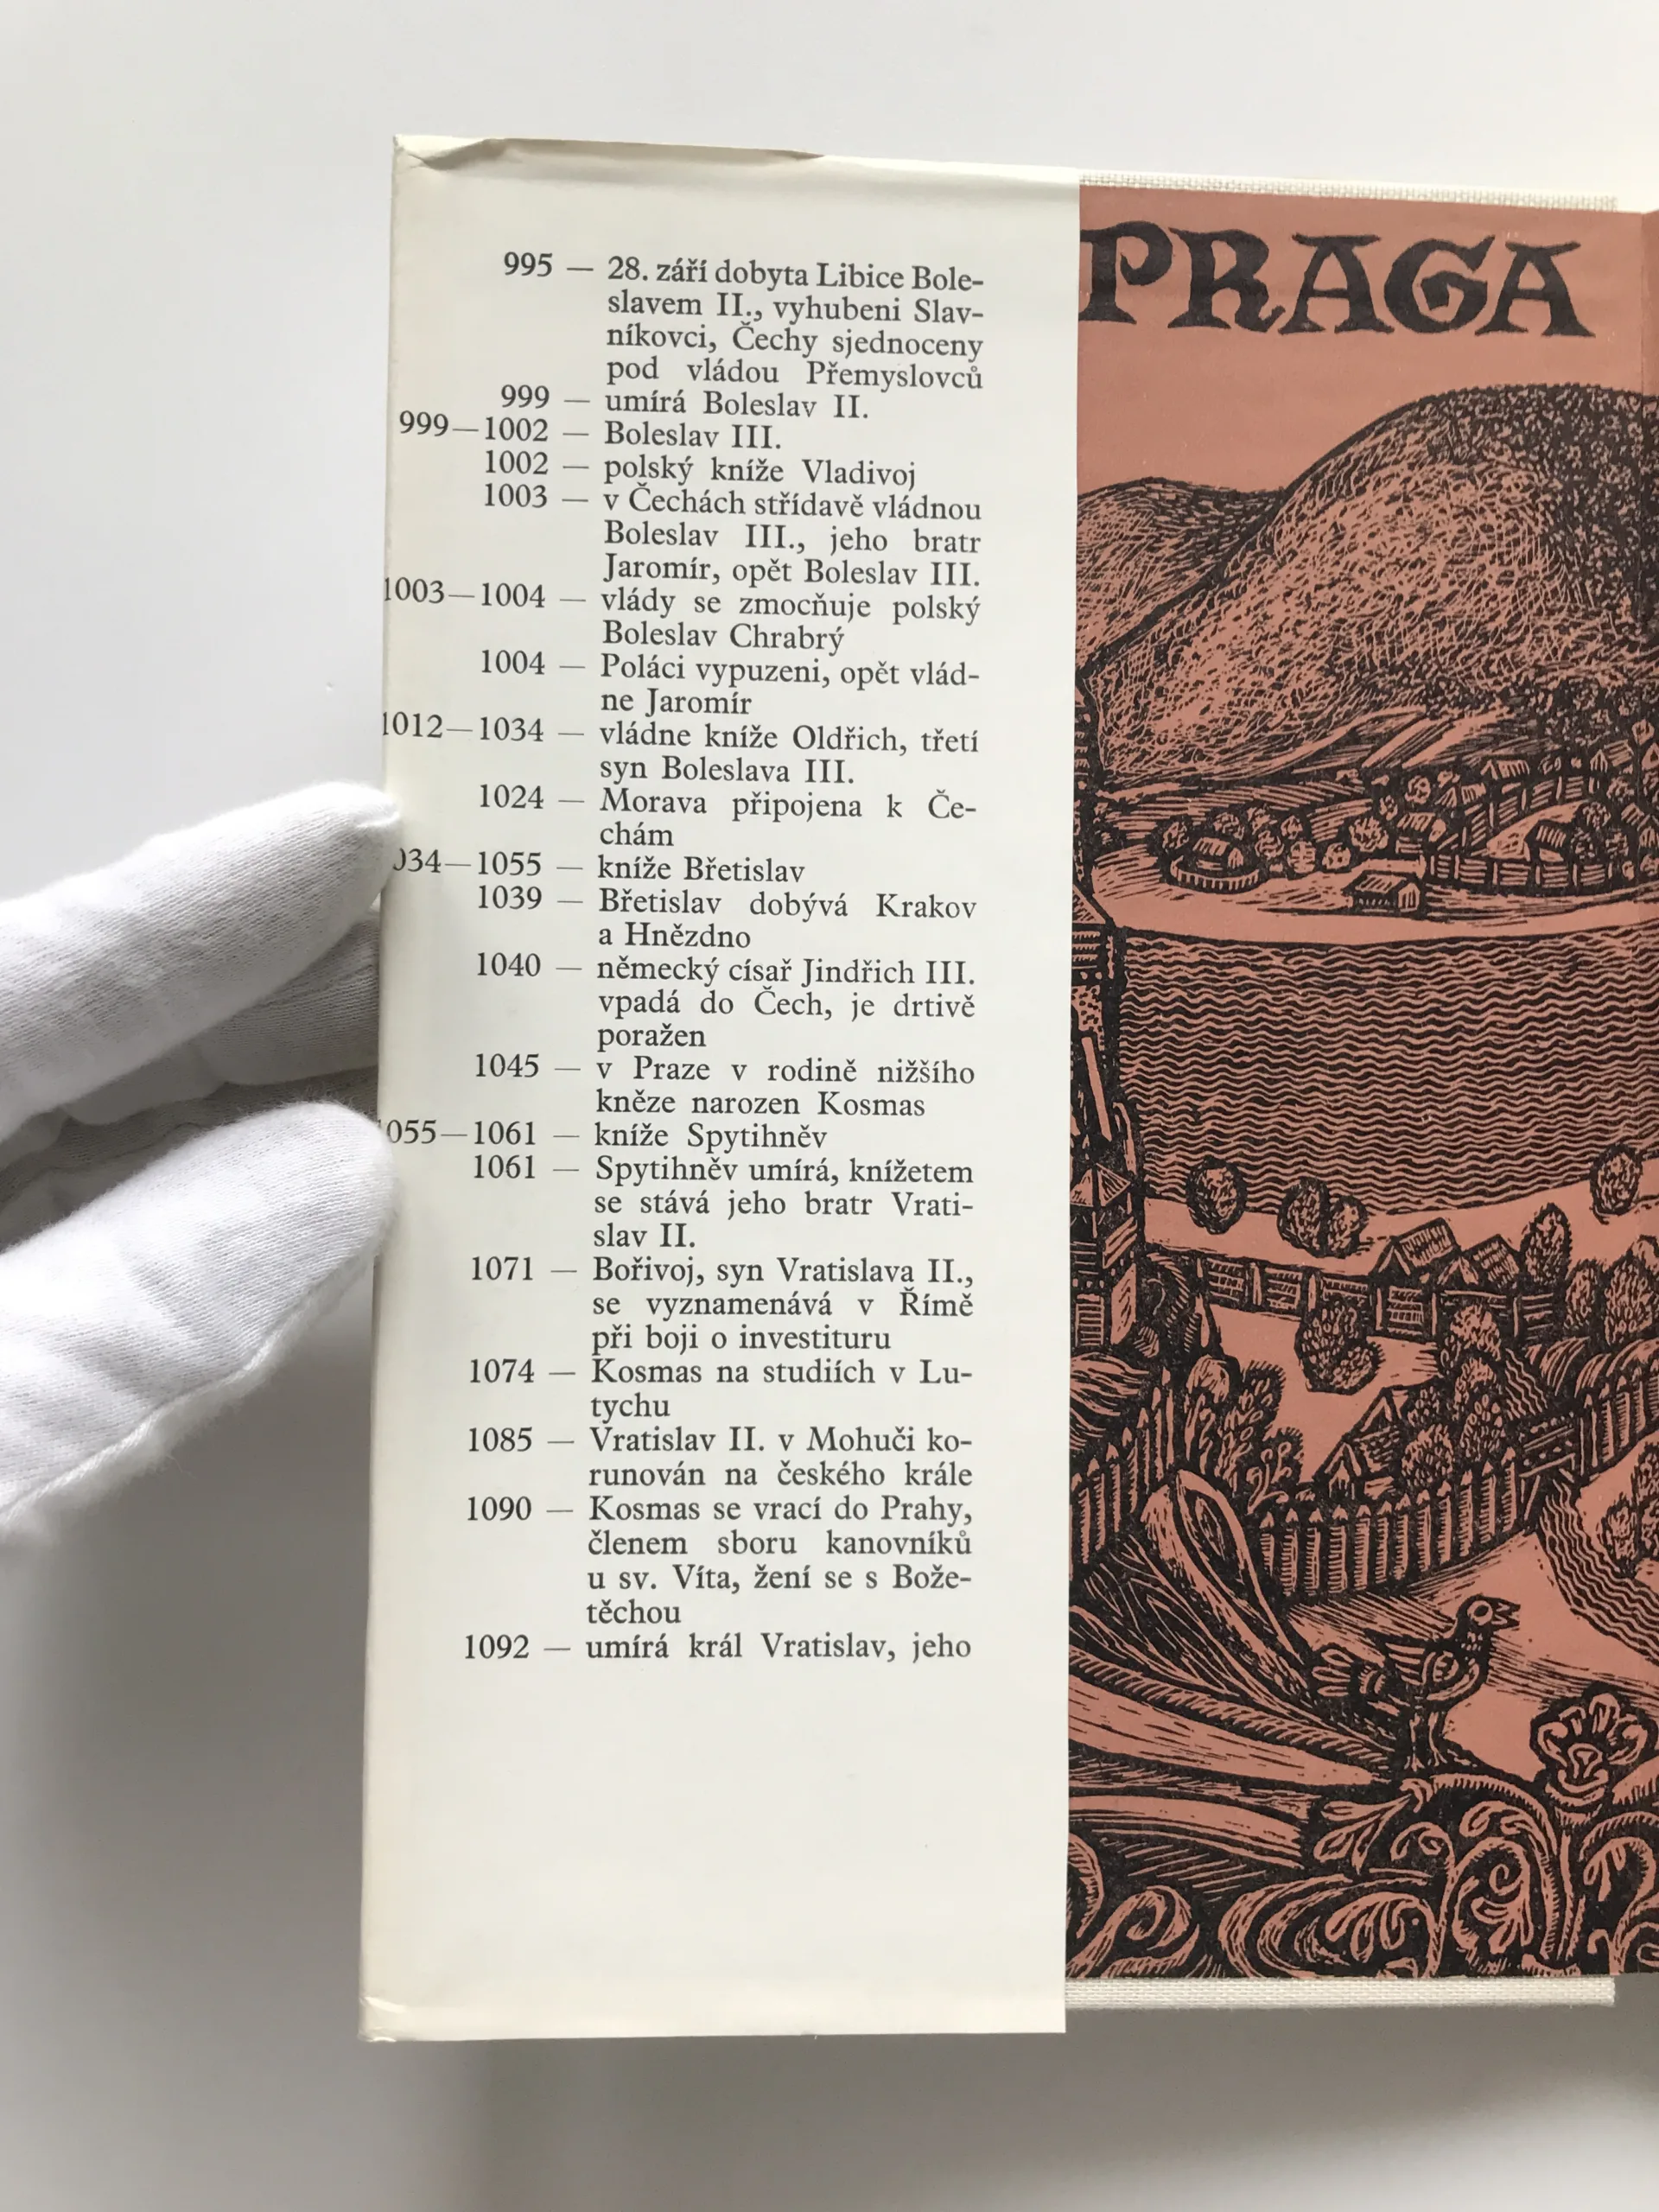 995 — 28. září dobyta Libice Bole-
slavem II., vyhubeni Slav-
níkovci, Čechy sjednoceny
pod vládou Přemyslovců
999 — umírá Boleslav II.
999—1002 — Boleslav III.
1002 — polský kníže Vladivoj
1003 — v Čechách střídavě vládnou
Boleslav III., jeho bratr
Jaromír, opět Boleslav III.
1003—1004 — vlády se zmocňuje polský
Boleslav Chrabrý
1004 — Poláci vypuzeni, opět vlád-
ne Jaromír
1012—1034 — vládne kníže Oldřich, třetí
syn Boleslava III.
1024 — Morava připojena k Če-
chám
034—1055 — kníže Břetislav
1039 — Břetislav dobývá Krakov
a Hnězdno
1040 — německý císař Jindřich III.
vpadá do Čech, je drtivě
poražen
1045 — v Praze v rodině nižšího
kněze narozen Kosmas
1055—1061 — kníže Spytihněv
1061 — Spytihněv umírá, knížetem
se stává jeho bratr Vrati-
slav II.
1071 — Bořivoj, syn Vratislava II.,
se vyznamenává v Římě
při boji o investituru
1074 — Kosmas na studiích v Lu-
tychu
1085 — Vratislav II. v Mohuči ko-
runován na českého krále
1090 — Kosmas se vrací do Prahy,
členem sboru kanovníků
u sv. Víta, žení se s Bože-
těchou
1092 — umírá král Vratislav, jeho
PRAGA